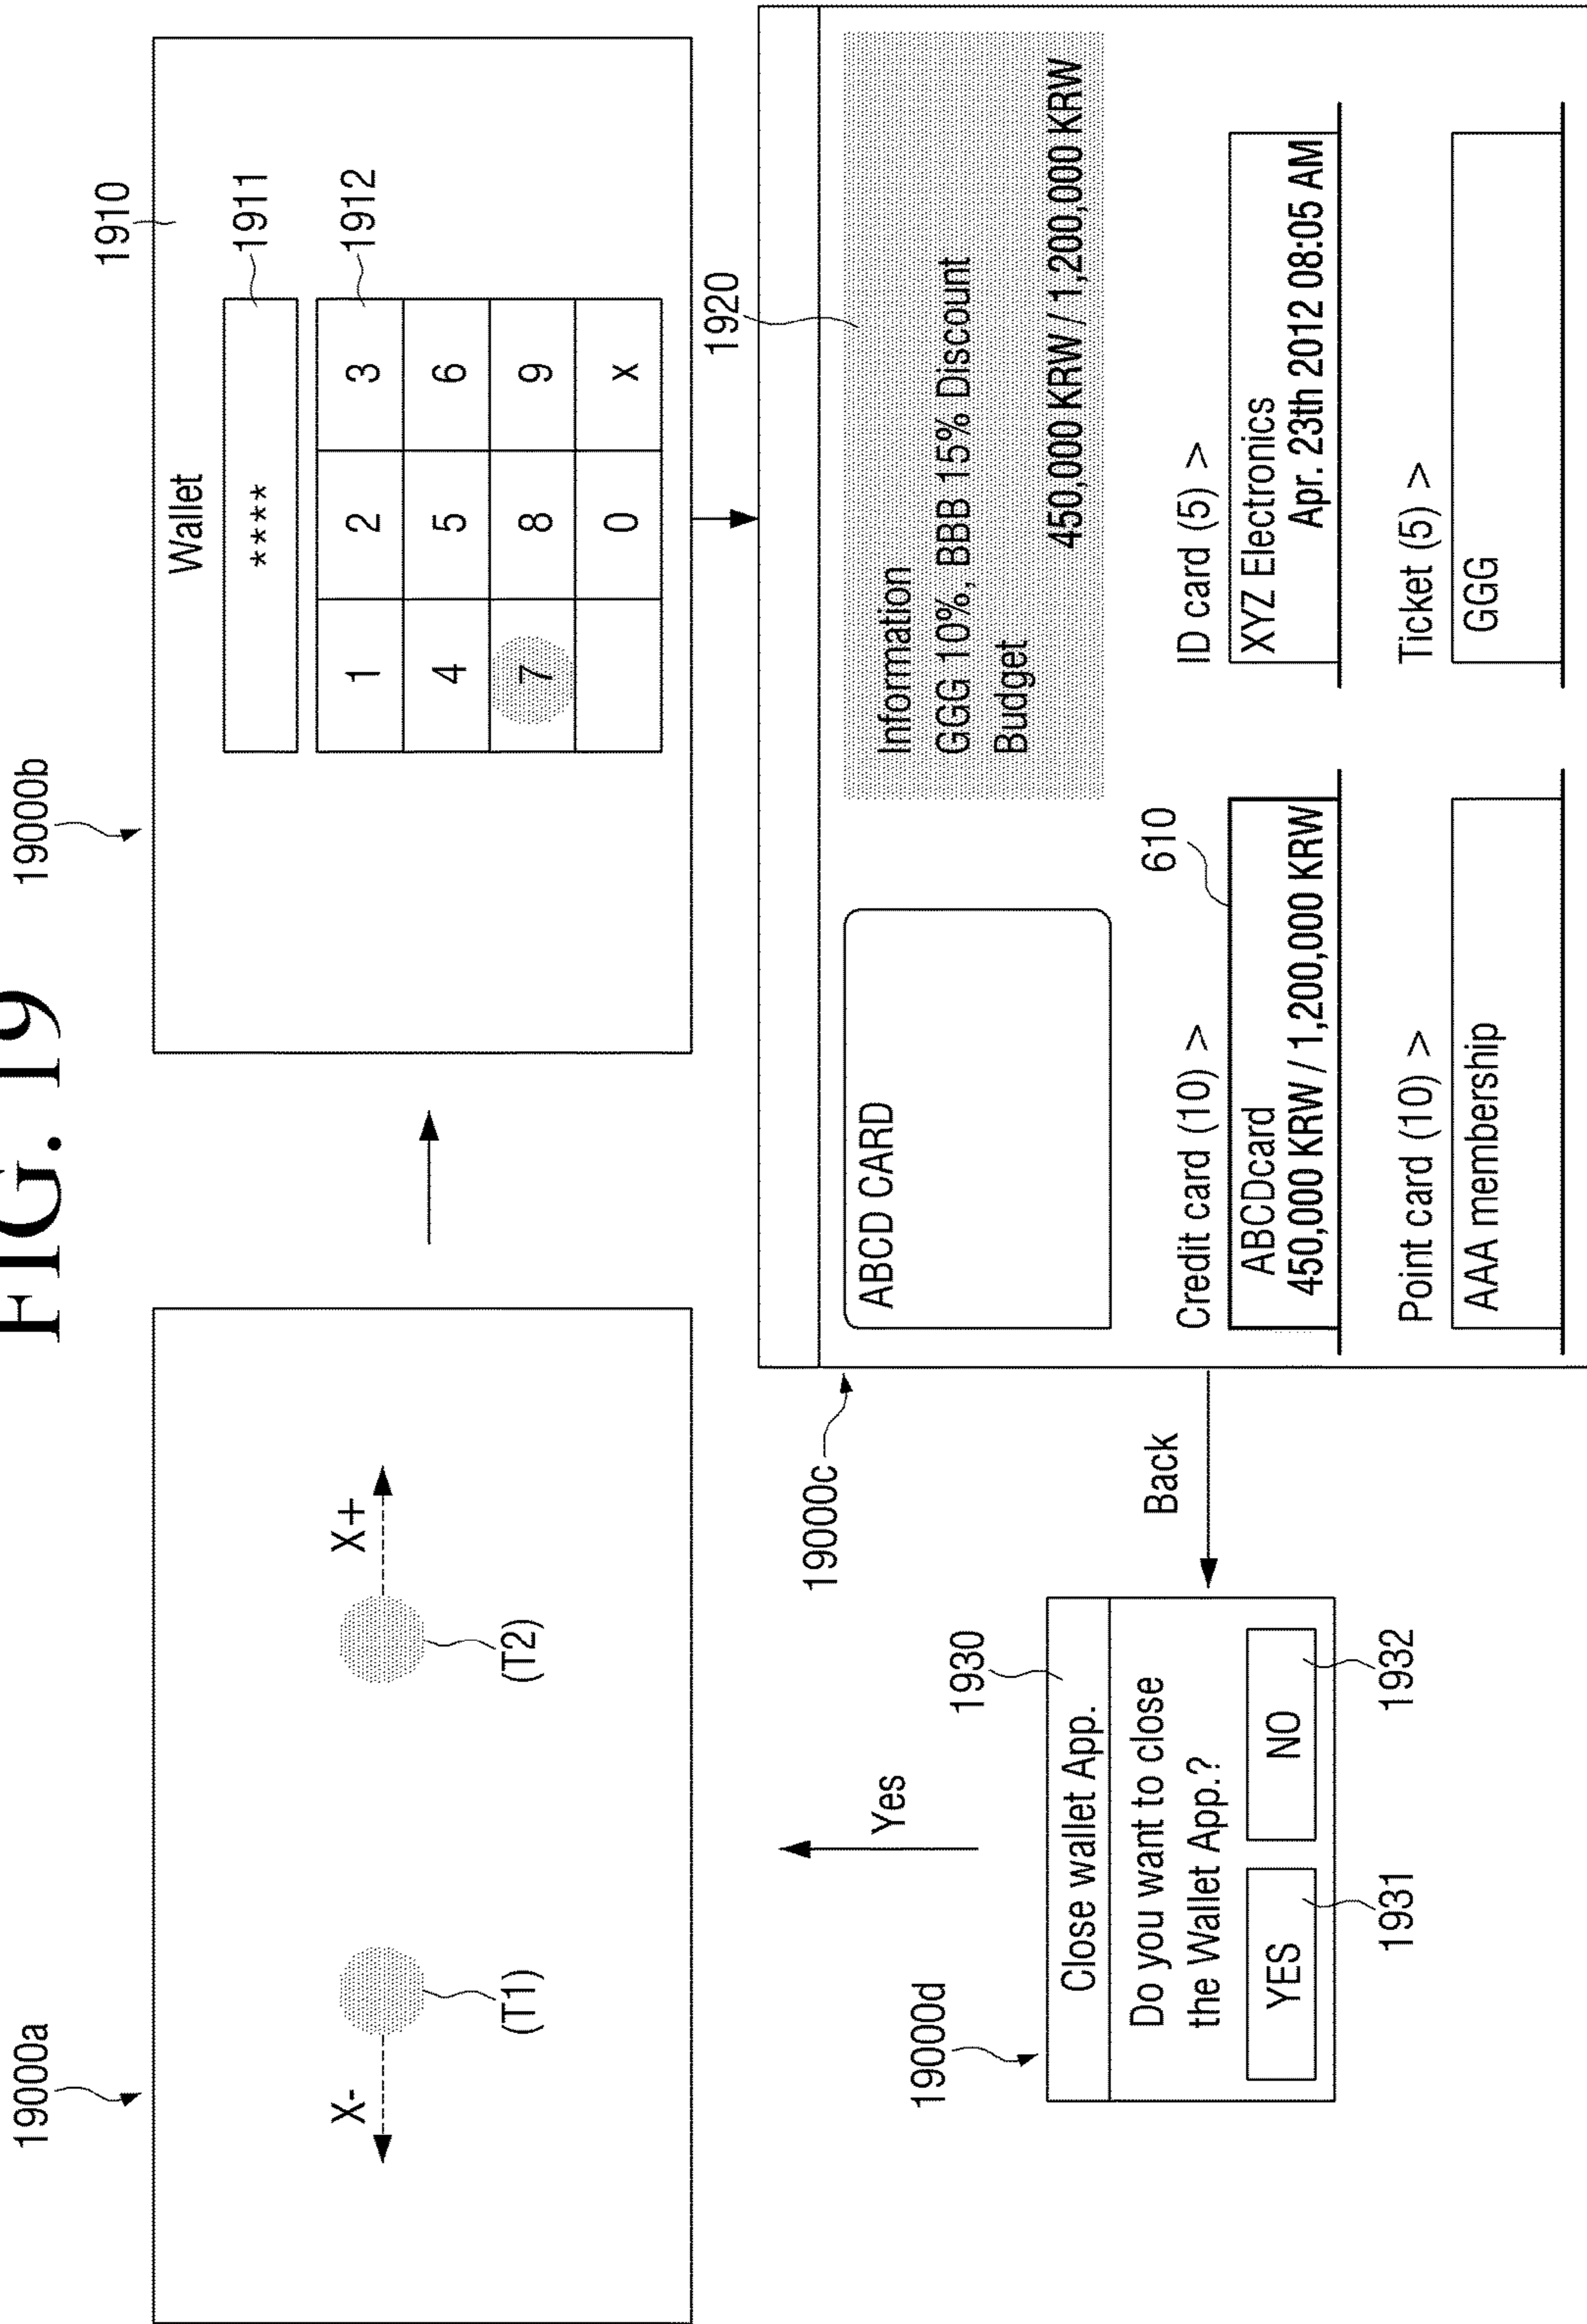 FIG. 19
19000a
X-
X+
(T1)
(T2)
19000b
1910
Wallet
****
1911
1912
1 2 3
4 5 6
7 8 9
0 x
19000c
1920
ABCD CARD
Information
GGG 10%, BBB 15% Discount
Budget
450,000 KRW / 1,200,000 KRW
Credit card (10) >
610
ABCDcard
450,000 KRW / 1,200,000 KRW
ID card (5) >
XYZ Electronics
Apr. 23th 2012 08:05 AM
Point card (10) >
AAA membership
Ticket (5) >
GGG
Back
19000d
1930
Close wallet App.
Do you want to close
the Wallet App.?
YES
NO
1931
1932
Yes